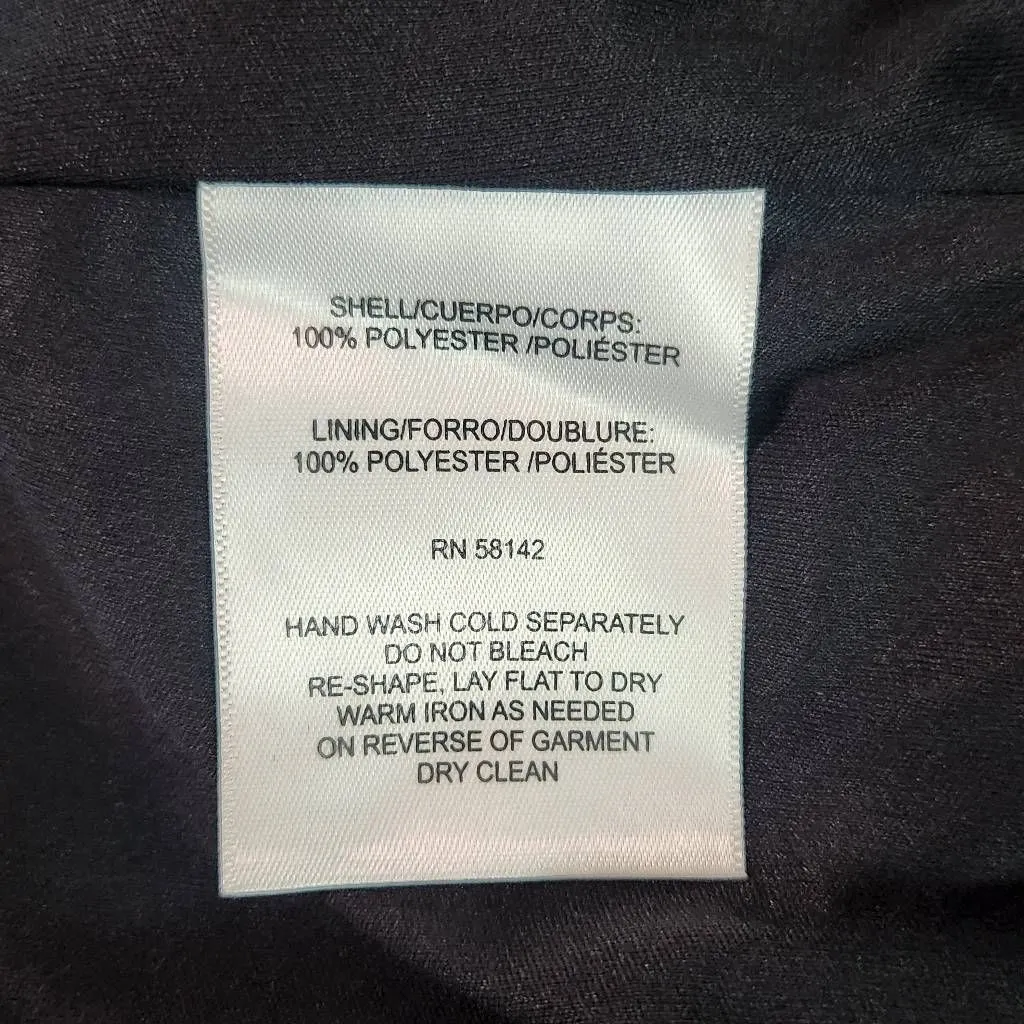 SHELL/CUERPO/CORPS:
100% POLYESTER /POLIÉSTER
LINING/FORRO/DOUBLURE:
100% POLYESTER /POLIÉSTER
RN 58142
HAND WASH COLD SEPARATELY
DO NOT BLEACH
RE-SHAPE, LAY FLAT TO DRY
WARM IRON AS NEEDED
ON REVERSE OF GARMENT
DRY CLEAN